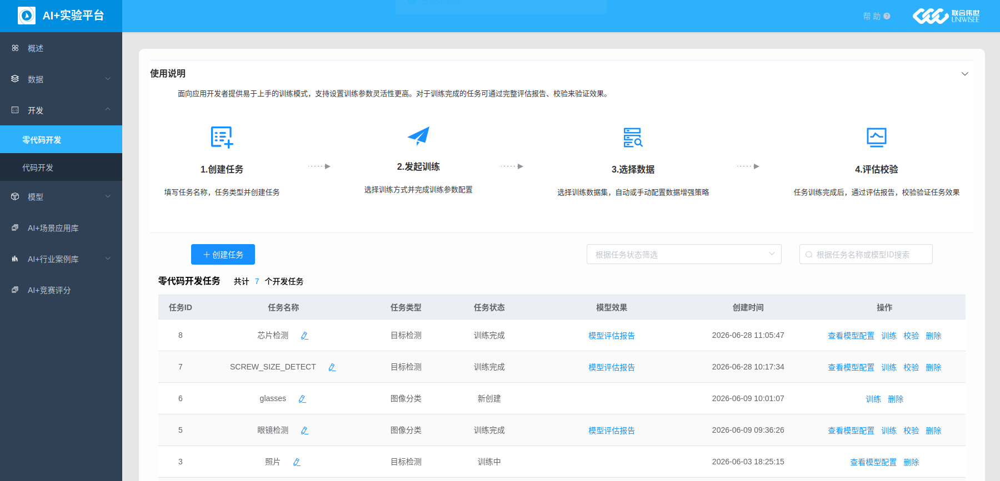 AI+实验平台
帮 助
联合伟世
UNIWISEE
概述
数据
开发
零代码开发
代码开发
模型
AI+场景应用库
AI+行业案例库
AI+竞赛评分
使用说明
面向应用开发者提供易于上手的训练模式，支持设置训练参数灵活性更高。对于训练完成的任务可通过完整评估报告、校验来验证效果。
1.创建任务
填写任务名称，任务类型并创建任务
2.发起训练
选择训练方式并完成训练参数配置
3.选择数据
选择训练数据集，自动或手动配置数据增强策略
4.评估校验
任务训练完成后，通过评估报告，校验验证任务效果
创建任务 根据任务状态筛选 根据任务名称或模型ID搜索
零代码开发任务 共计 7 个开发任务
任务ID 任务名称 任务类型 任务状态 模型效果 创建时间 操作
8 芯片检测 目标检测 训练完成 模型评估报告 2026-06-28 11:05:47 查看模型配置 训练 校验 删除
7 SCREW_SIZE_DETECT 目标检测 训练完成 模型评估报告 2026-06-28 10:17:34 查看模型配置 训练 校验 删除
6 glasses 图像分类 新创建 2026-06-09 10:01:07 训练 删除
5 眼镜检测 图像分类 训练完成 模型评估报告 2026-06-09 09:36:26 查看模型配置 训练 校验 删除
3 照片 目标检测 训练中 2026-06-03 18:25:15 查看模型配置 删除